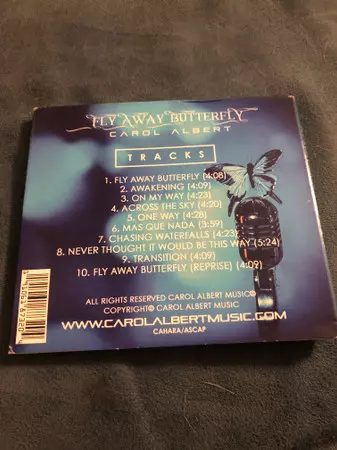 FLY AWAY BUTTERFLY
CAROL ALBERT
TRACKS
1. FLY AWAY BUTTERFLY (4:08)
2. AWAKENING (4:09)
3. ON MY WAY (4:23)
4. ACROSS THE SKY (4:20)
5. ONE WAY (4:28)
6. MAS QUE NADA (3:59)
7. CHASING WATERFALLS (4:23)
8. NEVER THOUGHT IT WOULD BE THIS WAY (5:24)
9. TRANSITION (4:09)
10. FLY AWAY BUTTERFLY (REPRISE) (4:09)
ALL RIGHTS RESERVED CAROL ALBERT MUSIC©
COPYRIGHT© CAROL ALBERT MUSIC
WWW.CAROLALBERTMUSIC.COM
CAHARA/ASCAP